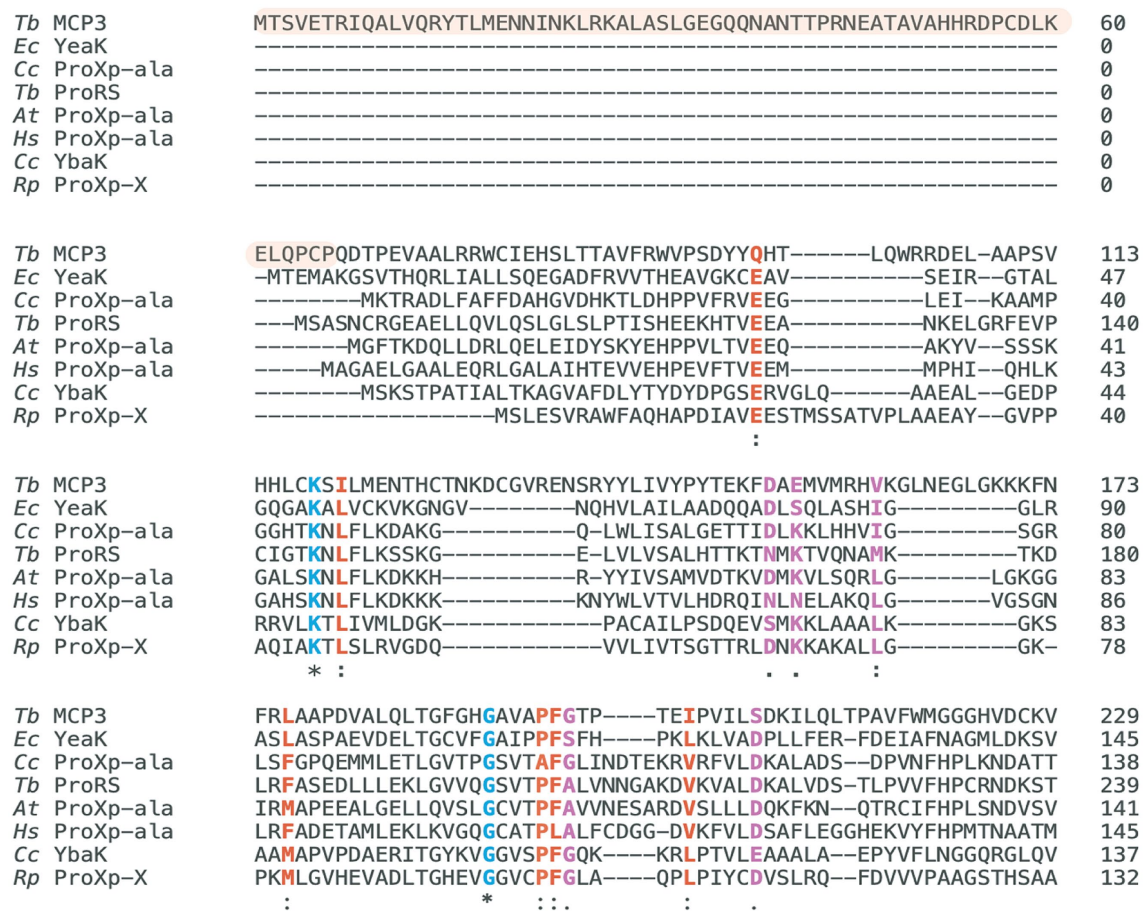 Tb MCP3 MTSVETRIQALVQRYTLMENNINKLRKALASLGEGQQNANTTPRNEATAVAHHRDPCDLK 60
Ec YeaK ------------------------------------------------------------ 0
Cc ProXp-ala ------------------------------------------------------------ 0
Tb ProRS ------------------------------------------------------------ 0
At ProXp-ala ------------------------------------------------------------ 0
Hs ProXp-ala ------------------------------------------------------------ 0
Cc YbaK ------------------------------------------------------------ 0
Rp ProXp-X ------------------------------------------------------------ 0
Tb MCP3 ELQPCPQDTPEVAALRRWCIEHSLTTAVFRWVPSDYYQHT------LQWRRDEL-AAPSV 113
Ec YeaK -MTEMAKGSVTHQRLIALLSQEGADFRVVTHEAVGKCEAV----------SEIR--GTAL 47
Cc ProXp-ala --------MKTRADLFAFFDAHGVDHKTLDHPPVFRVEEG----------LEI--KAAMP 40
Tb ProRS ---MSASNCRGEAELLQVLQSLGLSLPTISHEEKHTVEEA----------NKELGRFEVP 140
At ProXp-ala -------MGFTKDQLLDRLQELEIDYSKYEHPPVLTVEEQ----------AKYV--SSSK 41
Hs ProXp-ala -----MAGAELGAALEQRLGALAIHTEVVEHPEVFTVEEM----------MPHI--QHLK 43
Cc YbaK --------MSKSTPATIALTKAGVAFDLYTYDYDPGSERVGLQ------AAEAL--GEDP 44
Rp ProXp-X ------------------MSLESVRAWFAQHAPDIAVEESTMSSATVPLAAEAY--GVPP 40
:
Tb MCP3 HHLCKSILMENTHCTNKDCGVRENSRYYLIVYPYTEKFDAEMVMRHVKGLNEGLGKKKFN 173
Ec YeaK GQGAKALVCKVKGNGV--------NQHVLAILAADQQADLSQLASHIG---------GLR 90
Cc ProXp-ala GGHTKNLFLKDAKG----------Q-LWLISALGETTIDLKKLHHVIG---------SGR 80
Tb ProRS CIGTKNLFLKSSKG----------E-LVLVSALHTTKTNMKTVQNAMK---------TKD 180
At ProXp-ala GALSKNLFLKDKKH----------R-YYIVSAMVDTKVDMKVLSQRLG-------LGKGG 83
Hs ProXp-ala GAHSKNLFLKDKKK----------KNYWLVTVLHDRQINLNELAKQLG-------VGSGN 86
Cc YbaK RRVLKTLIVMLDGK------------PACAILPSDQEVSMKKLAAALK---------GKS 83
Rp ProXp-X AQIAKTLSLRVGDQ------------VVLIVTSGTTRLDNKKAKALLG---------GK- 78
* : . . :
Tb MCP3 FRLAAPDVALQLTGFGHGAVAPFGTP----TEIPVILSDKILQLTPAVFWMGGGHVDCKV 229
Ec YeaK ASLASPAEVDELTGCVFGAIPPFSFH----PKLKLVADPLLFER-FDEIAFNAGMLDKSV 145
Cc ProXp-ala LSFGPQEMMLETLGVTPGSVTAFGLINDTEKRVRFVLDKALADS--DPVNFHPLKNDATT 138
Tb ProRS LRFASEDLLLEKLGVVQGSVTPFALVNNGAKDVKVALDKALVDS-TLPVVFHPCRNDKST 239
At ProXp-ala IRMAPEEALGELLQVSLGCVTPFAVVNESARDVSLLLDQKFKN--QTRCIFHPLSNDVSV 141
Hs ProXp-ala LRFADETAMLEKLKVGQGCATPLALFCDGG-DVKFVLDSAFLEGGHEKVYFHPMTNAATM 145
Cc YbaK AAMAPVPDAERITGYKVGGVSPFGQK----KRLPTVLEAAALA--EPYVFLNGGQRGLQV 137
Rp ProXp-X PKMLGVHEVADLTGHEVGGVCPFGLA----QPLPIYCDVSLRQ--FDVVVPAAGSTHSAA 132
: * ::. : .